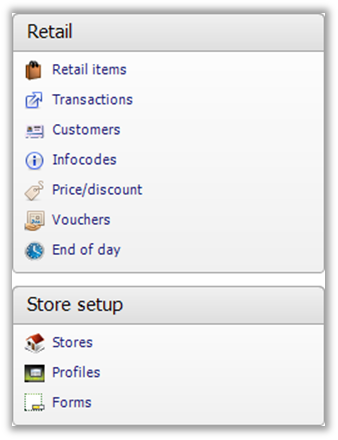 Retail
Retail items
Transactions
Customers
Infocodes
Price/discount
Vouchers
End of day
Store setup
Stores
Profiles
Forms